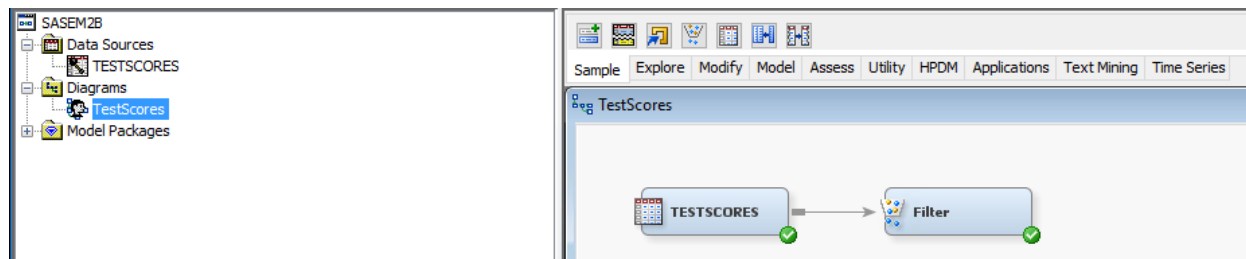 SASEM2B
Data Sources
TESTSCORES
Diagrams
TestScores
Model Packages
Sample Explore Modify Model Assess Utility HPDM Applications Text Mining Time Series
TestScores
TESTSCORES
Filter